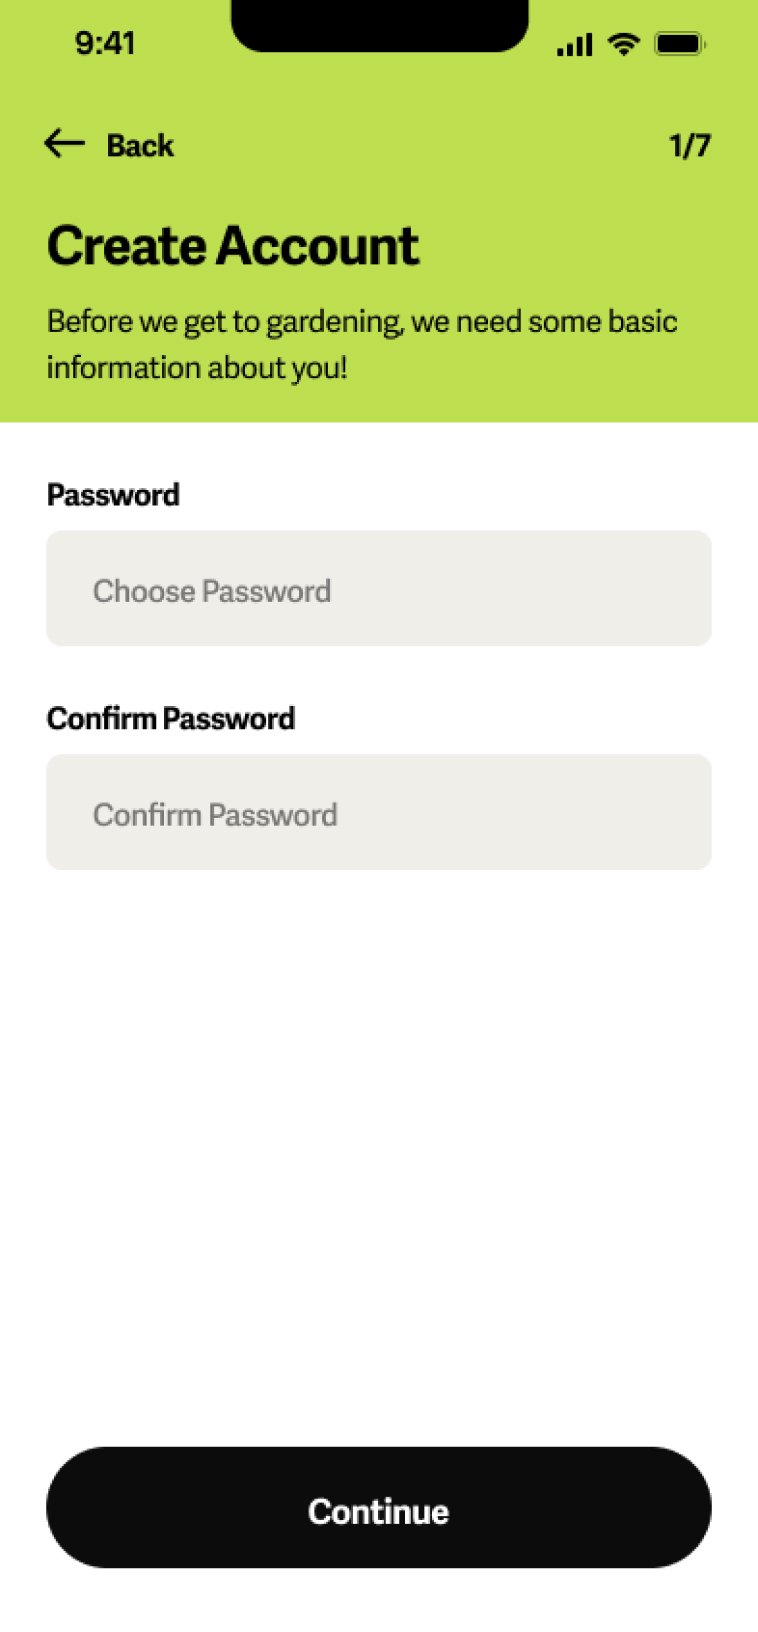 9:41
Back
1/7
Create Account
Before we get to gardening, we need some basic
information about you!
Password
Choose Password
Confirm Password
Confirm Password
Continue